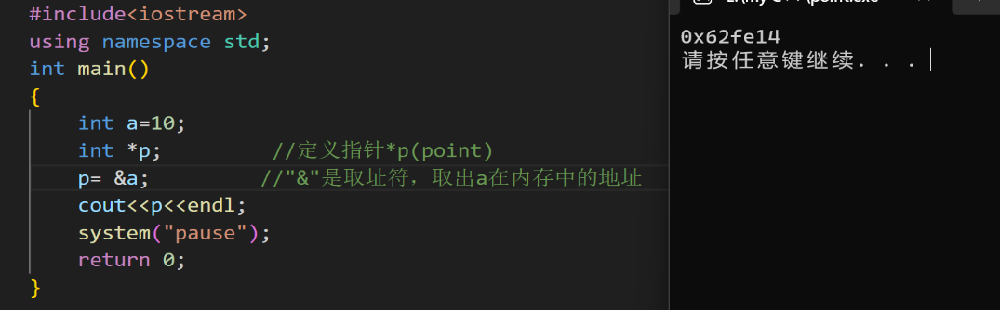 #include<iostream>
using namespace std;
int main()
{
    int a=10;
    int *p;          //定义指针*p(point)
    p= &a;          //"&"是取址符，取出a在内存中的地址
    cout<<p<<endl;
    system("pause");
    return 0;
}
0x62fe14
请按任意键继续. . .